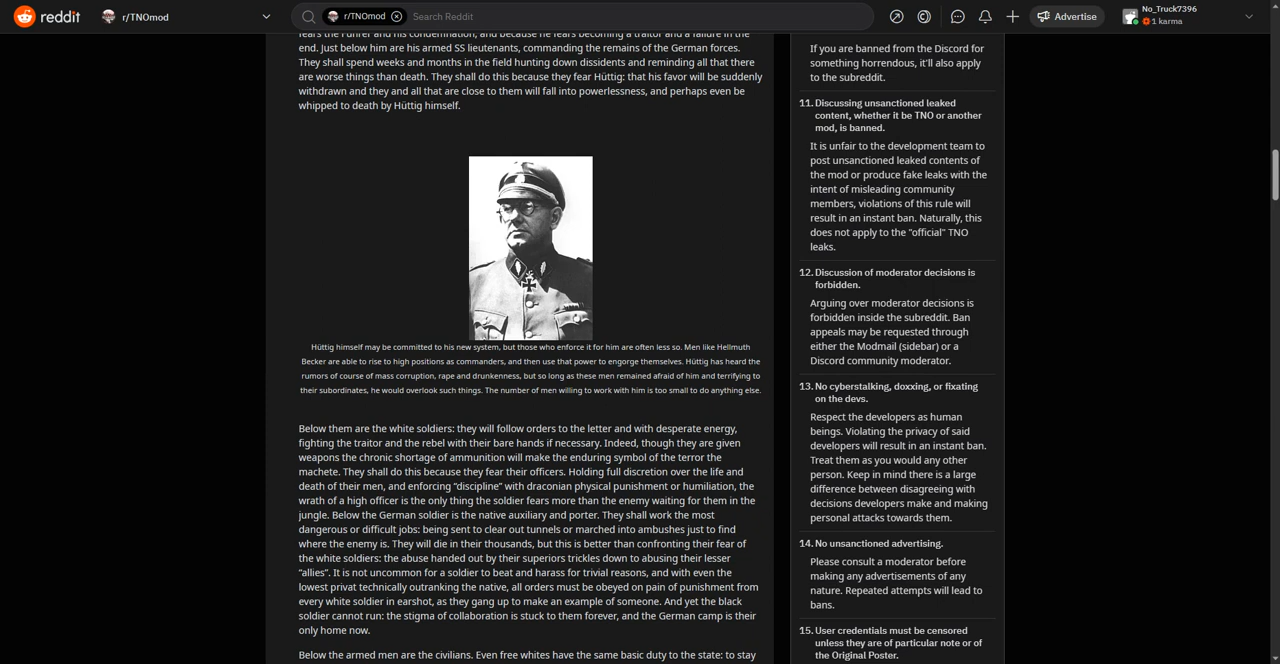 reddit
r/TNOmod
r/TNOmod
Search Reddit
Advertise
No_Truck7396
1 karma
fears the Führer and his condemnation, and because he fears becoming a traitor and a failure in the
end. Just below him are his armed SS lieutenants, commanding the remains of the German forces.
They shall spend weeks and months in the field hunting down dissidents and reminding all that there
are worse things than death. They shall do this because they fear Hüttig: that his favor will be suddenly
withdrawn and they and all that are close to them will fall into powerlessness, and perhaps even be
whipped to death by Hüttig himself.
Hüttig himself may be committed to his new system, but those who enforce it for him are often less so. Men like Hellmuth
Becker are able to rise to high positions as commanders, and then use that power to engorge themselves. Hüttig has heard the
rumors of course of mass corruption, rape and drunkenness, but so long as these men remained afraid of him and terrifying to
their subordinates, he would overlook such things. The number of men willing to work with him is too small to do anything else.
Below them are the white soldiers: they will follow orders to the letter and with desperate energy,
fighting the traitor and the rebel with their bare hands if necessary. Indeed, though they are given
weapons the chronic shortage of ammunition will make the enduring symbol of the terror the
machete. They shall do this because they fear their officers. Holding full discretion over the life and
death of their men, and enforcing “discipline” with draconian physical punishment or humiliation, the
wrath of a high officer is the only thing the soldier fears more than the enemy waiting for them in the
jungle. Below the German soldier is the native auxiliary and porter. They shall work the most
dangerous or difficult jobs: being sent to clear out tunnels or marched into ambushes just to find
where the enemy is. They will die in their thousands, but this is better than confronting their fear of
the white soldiers: the abuse handed out by their superiors trickles down to abusing their lesser
“allies”. It is not uncommon for a soldier to beat and harass for trivial reasons, and with even the
lowest privat technically outranking the native, all orders must be obeyed on pain of punishment from
every white soldier in earshot, as they gang up to make an example of someone. And yet the black
soldier cannot run: the stigma of collaboration is stuck to them forever, and the German camp is their
only home now.
Below the armed men are the civilians. Even free whites have the same basic duty to the state: to stay
If you are banned from the Discord for
something horrendous, it'll also apply
to the subreddit.
11. Discussing unsanctioned leaked
content, whether it be TNO or another
mod, is banned.
It is unfair to the development team to
post unsanctioned leaked contents of
the mod or produce fake leaks with the
intent of misleading community
members, violations of this rule will
result in an instant ban. Naturally, this
does not apply to the "official" TNO
leaks.
12. Discussion of moderator decisions is
forbidden.
Arguing over moderator decisions is
forbidden inside the subreddit. Ban
appeals may be requested through
either the Modmail (sidebar) or a
Discord community moderator.
13. No cyberstalking, doxxing, or fixating
on the devs.
Respect the developers as human
beings. Violating the privacy of said
developers will result in an instant ban.
Treat them as you would any other
person. Keep in mind there is a large
difference between disagreeing with
decisions developers make and making
personal attacks towards them.
14. No unsanctioned advertising.
Please consult a moderator before
making any advertisements of any
nature. Repeated attempts will lead to
bans.
15. User credentials must be censored
unless they are of particular note or of
the Original Poster.